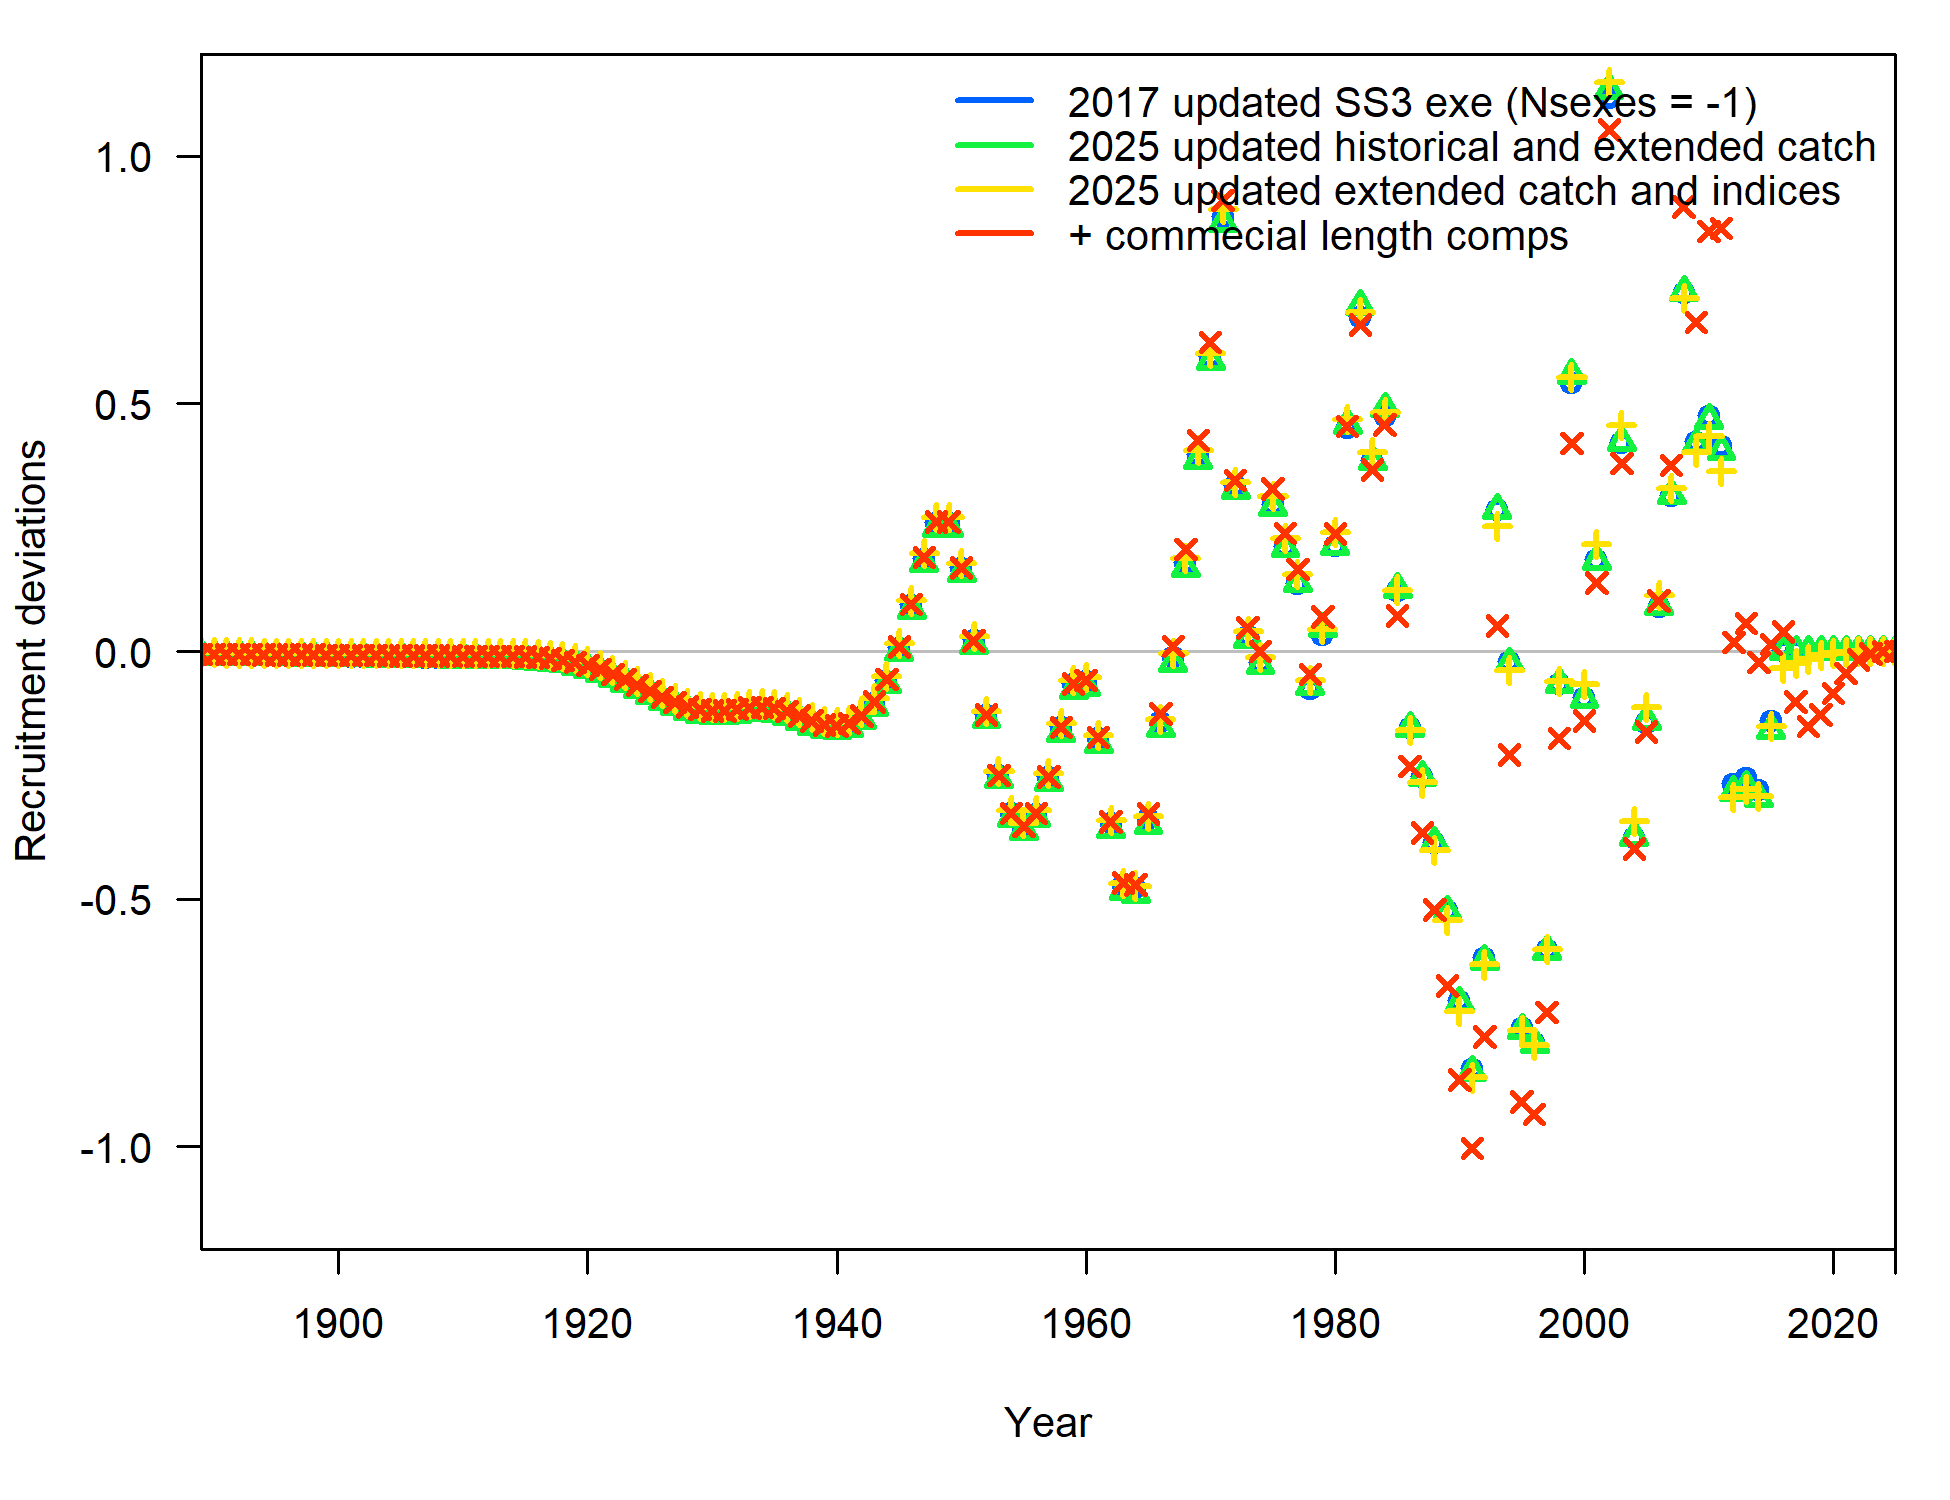 2017 updated SS3 exe (Nsexes = -1)
2025 updated historical and extended catch
2025 updated extended catch and indices
+ commecial length comps
1.0
0.5
0.0
-0.5
-1.0
Recruitment deviations
1900 1920 1940 1960 1980 2000 2020
Year